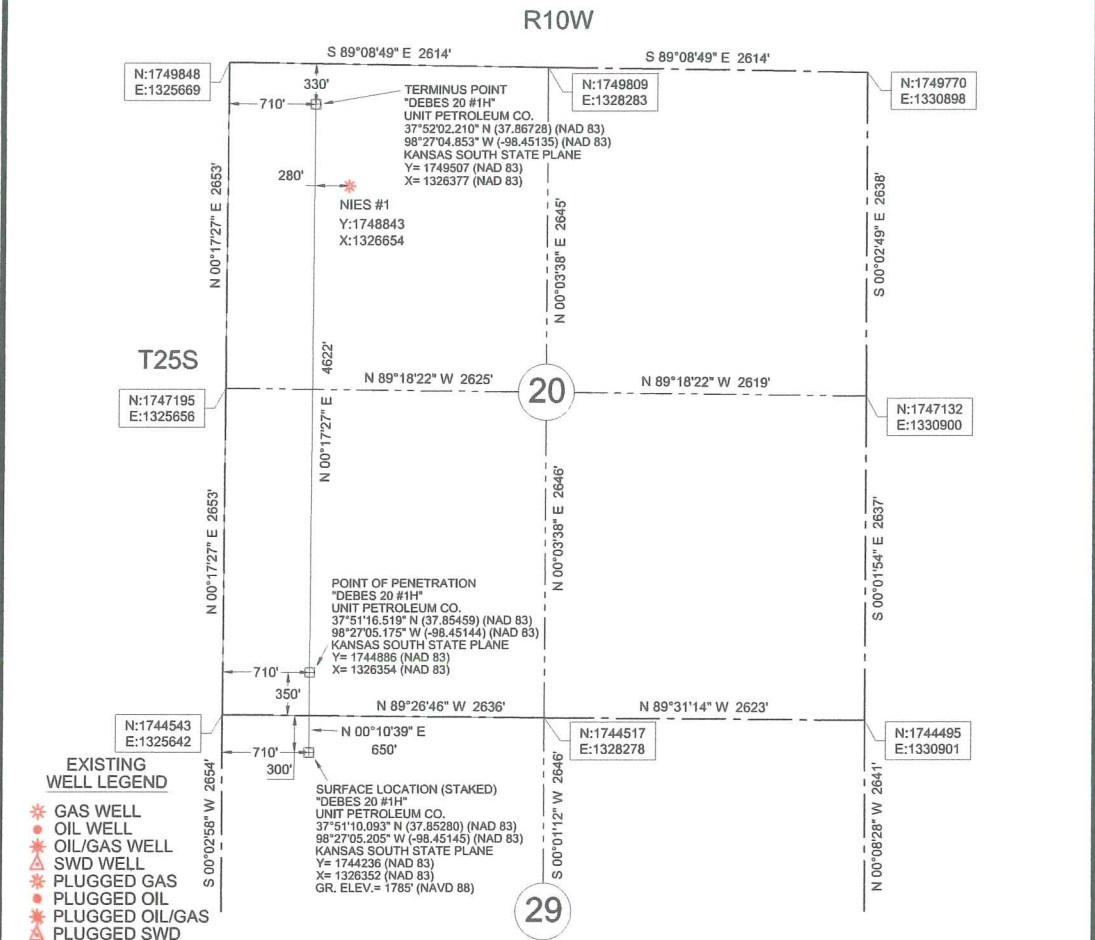 R10W
S 89°08'49" E 2614'
S 89°08'49" E 2614'
N:1749848
E:1325669
N:1749809
E:1328283
N:1749770
E:1330898
330'
710'
TERMINUS POINT
"DEBES 20 #1H"
UNIT PETROLEUM CO.
37°52'02.210" N (37.86728) (NAD 83)
98°27'04.853" W (-98.45135) (NAD 83)
KANSAS SOUTH STATE PLANE
Y= 1749507 (NAD 83)
X= 1326377 (NAD 83)
280'
NIES #1
Y:1748843
X:1326654
N 00°17'27" E 2653'
N 00°03'38" E 2645'
S 00°02'49" E 2638'
T25S
N 00°17'27" E 4622'
N 89°18'22" W 2625'
20
N 89°18'22" W 2619'
N:1747195
E:1325656
N:1747132
E:1330900
N 00°17'27" E 2653'
N 00°03'38" E 2646'
S 00°01'54" E 2637'
POINT OF PENETRATION
"DEBES 20 #1H"
UNIT PETROLEUM CO.
37°51'16.519" N (37.85459) (NAD 83)
98°27'05.175" W (-98.45144) (NAD 83)
KANSAS SOUTH STATE PLANE
Y= 1744886 (NAD 83)
X= 1326354 (NAD 83)
710'
350'
N 89°26'46" W 2636'
N 89°31'14" W 2623'
N:1744543
E:1325642
N:1744517
E:1328278
N:1744495
E:1330901
N 00°10'39" E
650'
710'
300'
SURFACE LOCATION (STAKED)
"DEBES 20 #1H"
UNIT PETROLEUM CO.
37°51'10.093" N (37.85280) (NAD 83)
98°27'05.205" W (-98.45145) (NAD 83)
KANSAS SOUTH STATE PLANE
Y= 1744236 (NAD 83)
X= 1326352 (NAD 83)
GR. ELEV.= 1785' (NAVD 88)
S 00°02'58" W 2654'
S 00°01'12" W 2646'
N 00°08'28" W 2641'
29
EXISTING
WELL LEGEND
GAS WELL
OIL WELL
OIL/GAS WELL
SWD WELL
PLUGGED GAS
PLUGGED OIL
PLUGGED OIL/GAS
PLUGGED SWD